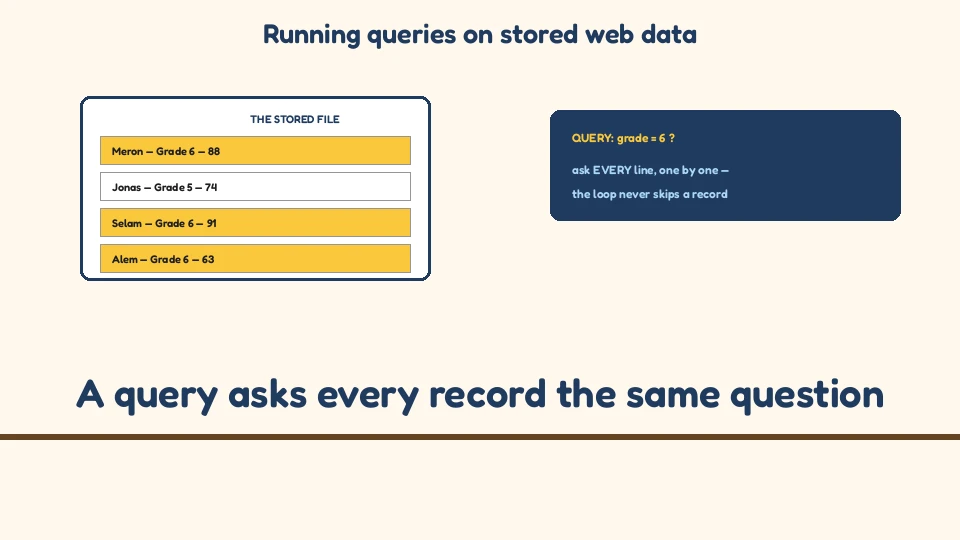 Running queries on stored web data
THE STORED FILE
Meron – Grade 6 – 88
Jonas – Grade 5 – 74
Selam – Grade 6 – 91
Alem – Grade 6 – 63
QUERY: grade = 6 ?
ask EVERY line, one by one –
the loop never skips a record
A query asks every record the same question